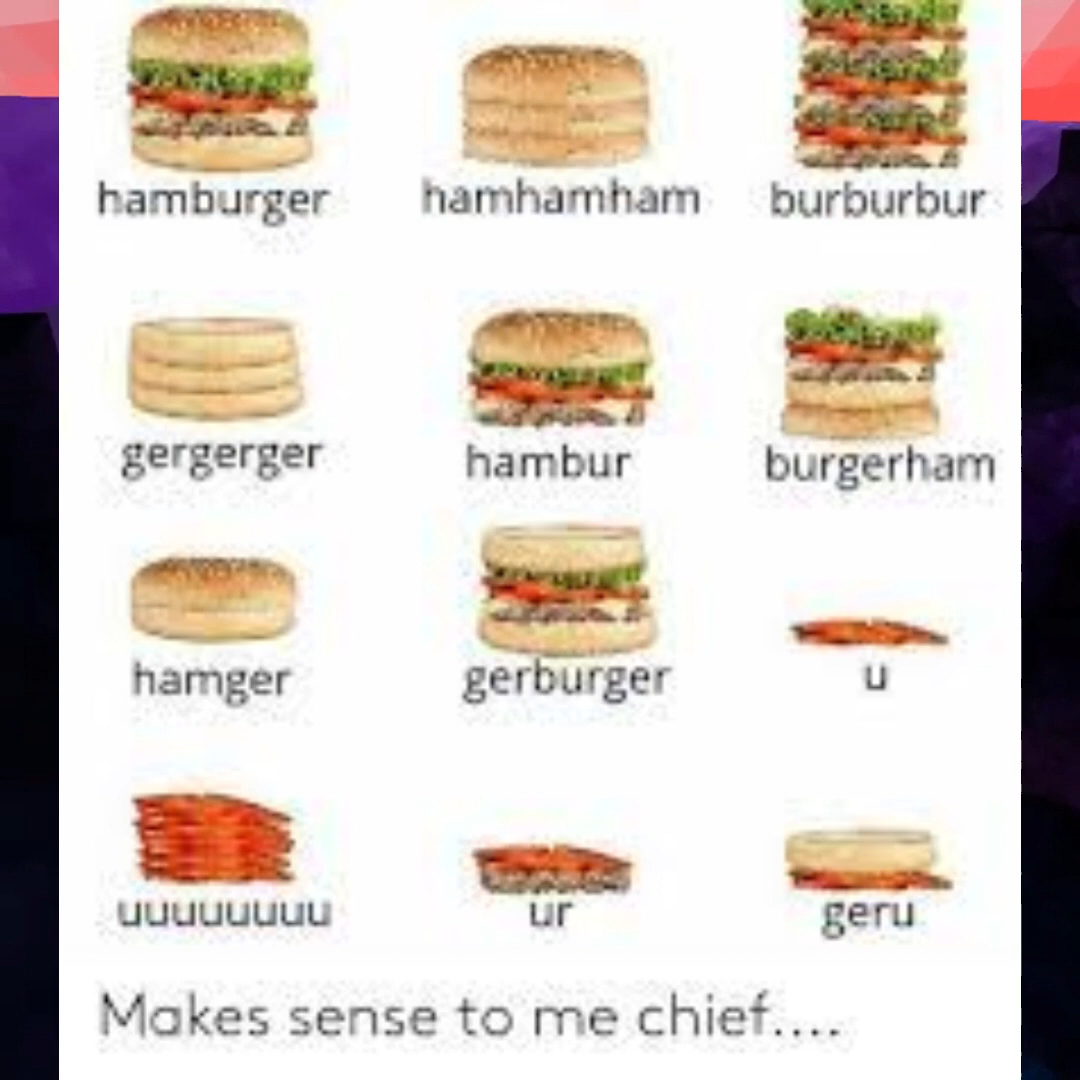 hamburger hamhamham burburbur
gergerger hambur burgerham
hamger gerburger u
uuuuuuuu ur geru
Makes sense to me chief....